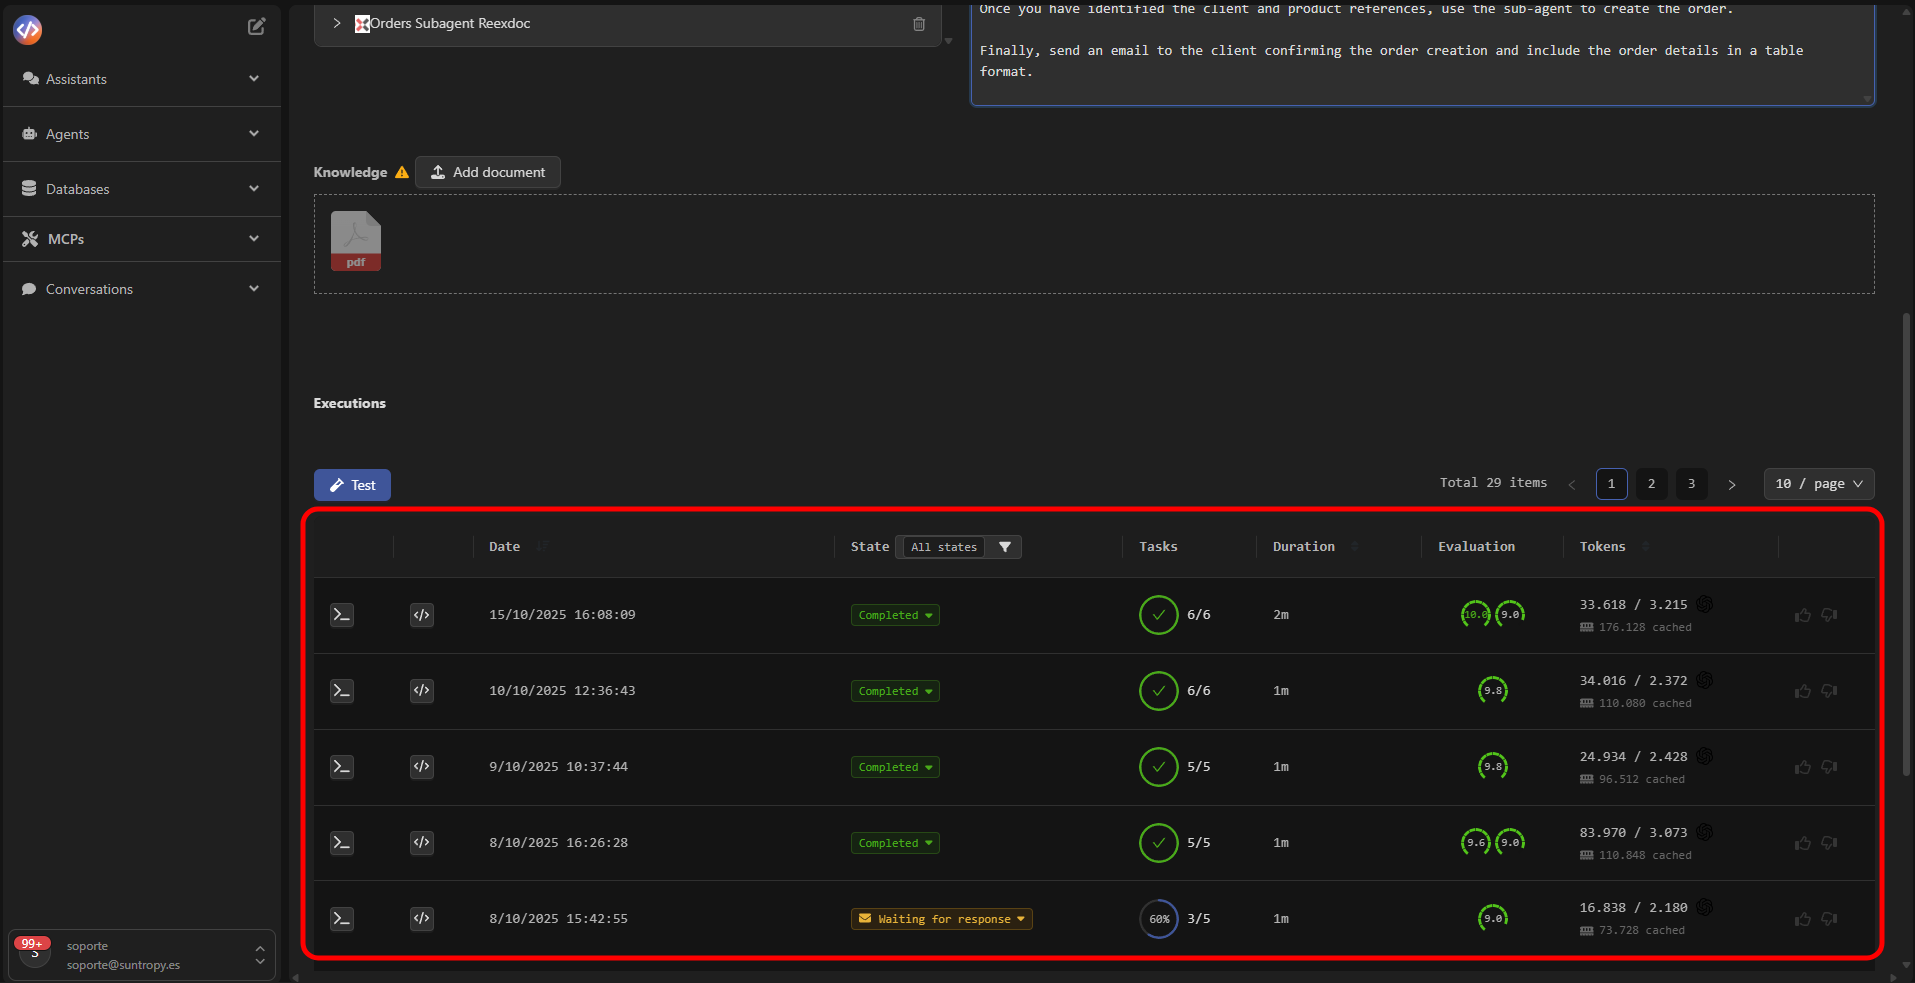 Assistants
Agents
Databases
MCPs
Conversations
99+
soporte
soporte@suntropy.es
Orders Subagent Reexdoc
Once you have identified the client and product references, use the sub-agent to create the order.
Finally, send an email to the client confirming the order creation and include the order details in a table
format.
Knowledge
Add document
pdf
Executions
Test
Total 29 items
1
2
3
10 / page
Date
State
All states
Tasks
Duration
Evaluation
Tokens
15/10/2025 16:08:09
Completed
6/6
2m
10.0
9.0
33.618 / 3.215
176.128 cached
10/10/2025 12:36:43
Completed
6/6
1m
9.8
34.016 / 2.372
110.080 cached
9/10/2025 10:37:44
Completed
5/5
1m
9.8
24.934 / 2.428
96.512 cached
8/10/2025 16:26:28
Completed
5/5
1m
9.6
9.0
83.970 / 3.073
110.848 cached
8/10/2025 15:42:55
Waiting for response
60%
3/5
1m
9.0
16.838 / 2.180
73.728 cached